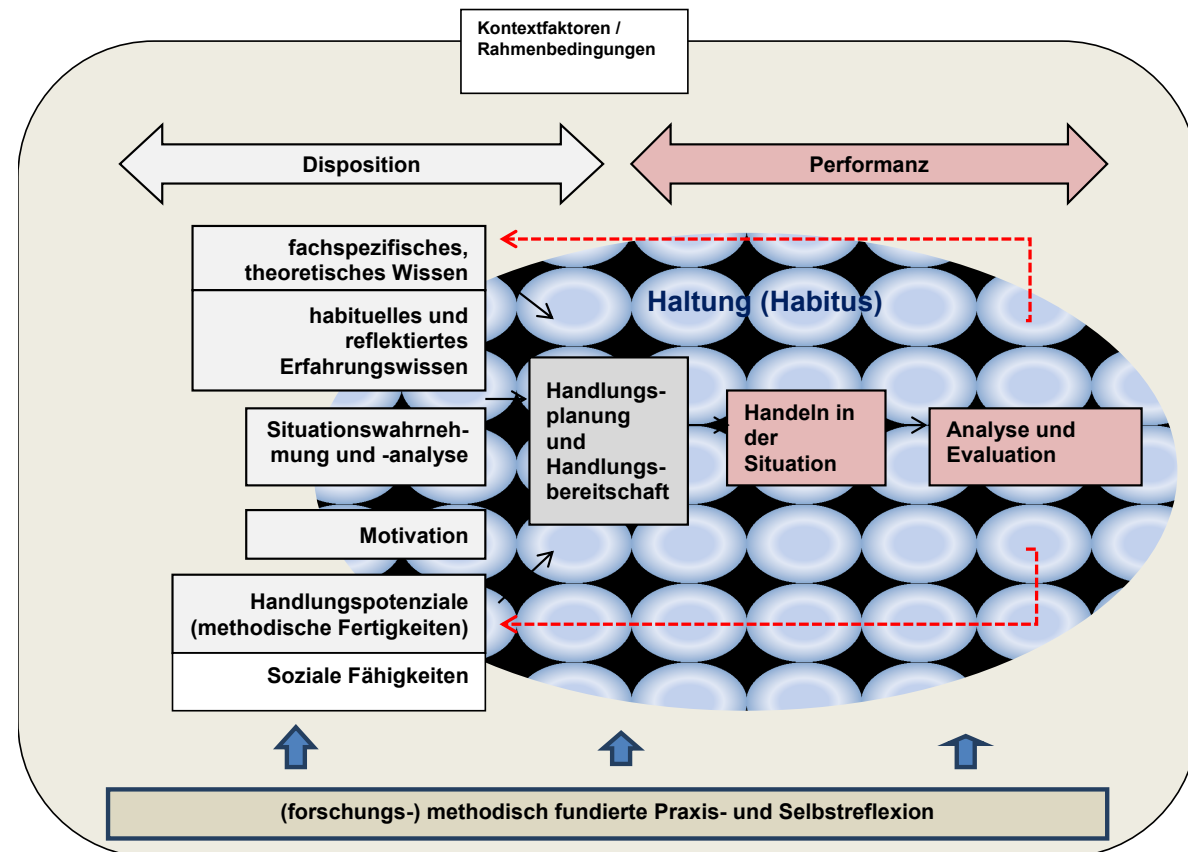 Kontextfaktoren /
Rahmenbedingungen
Disposition
Performanz
fachspezifisches,
theoretisches Wissen
habituelles und
reflektiertes
Erfahrungswissen
Situationswahrneh-
mung und -analyse
Motivation
Handlungspotenziale
(methodische Fertigkeiten)
Soziale Fähigkeiten
Haltung (Habitus)
Handlungs-
planung
und
Handlungs-
bereitschaft
Handeln in
der
Situation
Analyse und
Evaluation
(forschungs-) methodisch fundierte Praxis- und Selbstreflexion